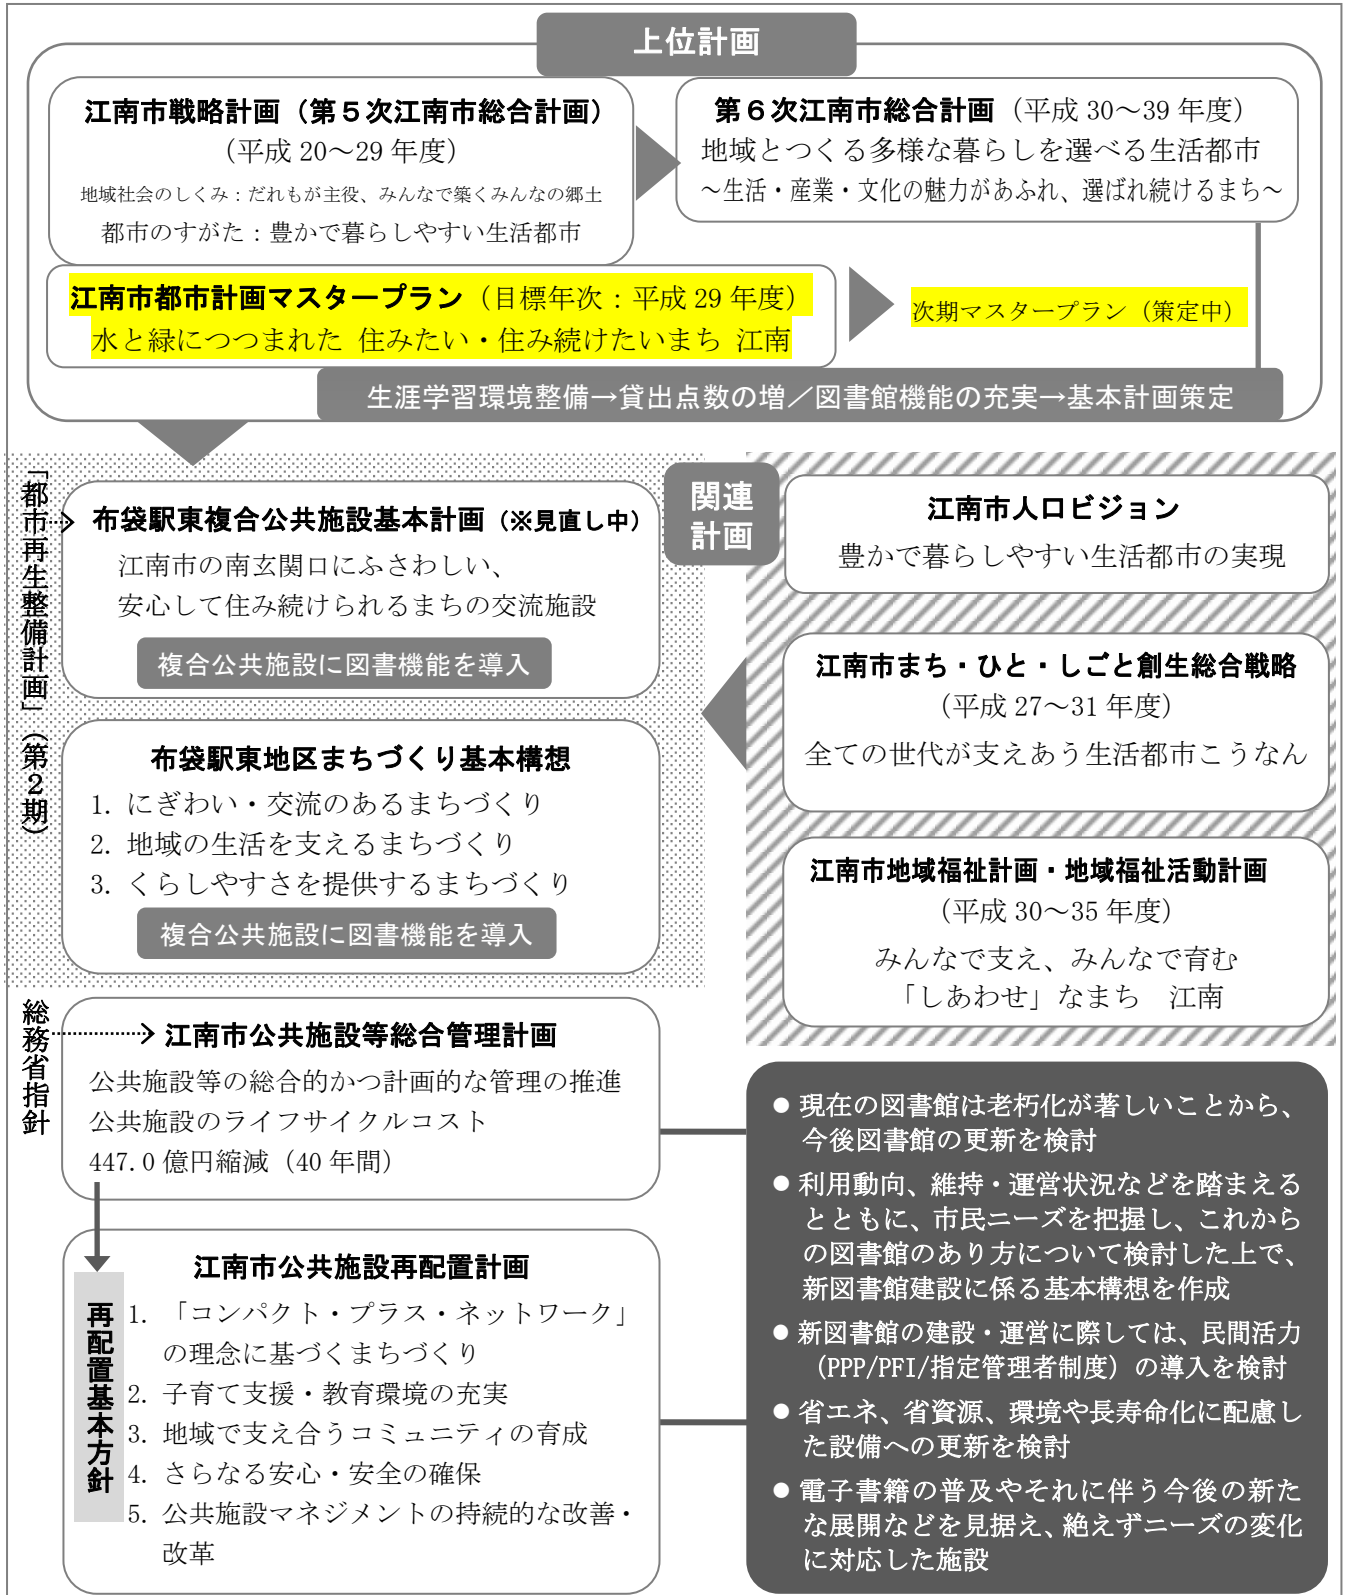 上位計画
江南市戦略計画（第５次江南市総合計画）
（平成 20～29 年度）
地域社会のしくみ：だれもが主役、みんなで築くみんなの郷土
都市のすがた：豊かで暮らしやすい生活都市
第６次江南市総合計画（平成 30～39 年度）
地域とつくる多様な暮らしを選べる生活都市
～生活・産業・文化の魅力があふれ、選ばれ続けるまち～
江南市都市計画マスタープラン（目標年次：平成 29 年度）
水と緑につつまれた 住みたい・住み続けたいまち 江南
次期マスタープラン（策定中）
生涯学習環境整備→貸出点数の増／図書館機能の充実→基本計画策定
「都市再生整備計画」（第２期）
布袋駅東複合公共施設基本計画（※見直し中）
江南市の南玄関口にふさわしい、
安心して住み続けられるまちの交流施設
複合公共施設に図書機能を導入
布袋駅東地区まちづくり基本構想
1. にぎわい・交流のあるまちづくり
2. 地域の生活を支えるまちづくり
3. くらしやすさを提供するまちづくり
複合公共施設に図書機能を導入
関連
計画
江南市人口ビジョン
豊かで暮らしやすい生活都市の実現
江南市まち・ひと・しごと創生総合戦略
（平成 27～31 年度）
全ての世代が支えあう生活都市こうなん
江南市地域福祉計画・地域福祉活動計画
（平成 30～35 年度）
みんなで支え、みんなで育む
「しあわせ」なまち　江南
総務省指針
江南市公共施設等総合管理計画
公共施設等の総合的かつ計画的な管理の推進
公共施設のライフサイクルコスト
447.0 億円縮減（40 年間）
江南市公共施設再配置計画
再配置基本方針
1. 「コンパクト・プラス・ネットワーク」
の理念に基づくまちづくり
2. 子育て支援・教育環境の充実
3. 地域で支え合うコミュニティの育成
4. さらなる安心・安全の確保
5. 公共施設マネジメントの持続的な改善・
改革
● 現在の図書館は老朽化が著しいことから、
今後図書館の更新を検討
● 利用動向、維持・運営状況などを踏まえる
とともに、市民ニーズを把握し、これから
の図書館のあり方について検討した上で、
新図書館建設に係る基本構想を作成
● 新図書館の建設・運営に際しては、民間活力
（PPP/PFI/指定管理者制度）の導入を検討
● 省エネ、省資源、環境や長寿命化に配慮し
た設備への更新を検討
● 電子書籍の普及やそれに伴う今後の新た
な展開などを見据え、絶えずニーズの変化
に対応した施設